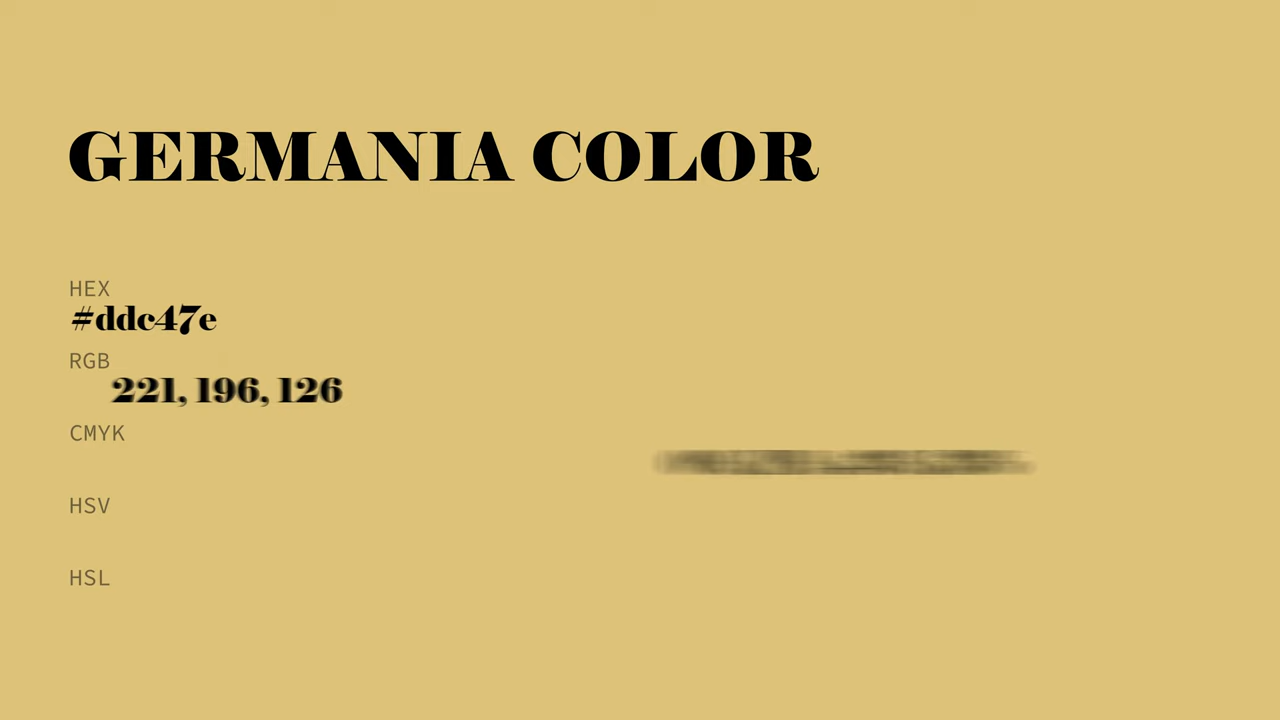 GERMANIA COLOR
HEX
#ddc47e
RGB
221, 196, 126
CMYK
HSV
HSL